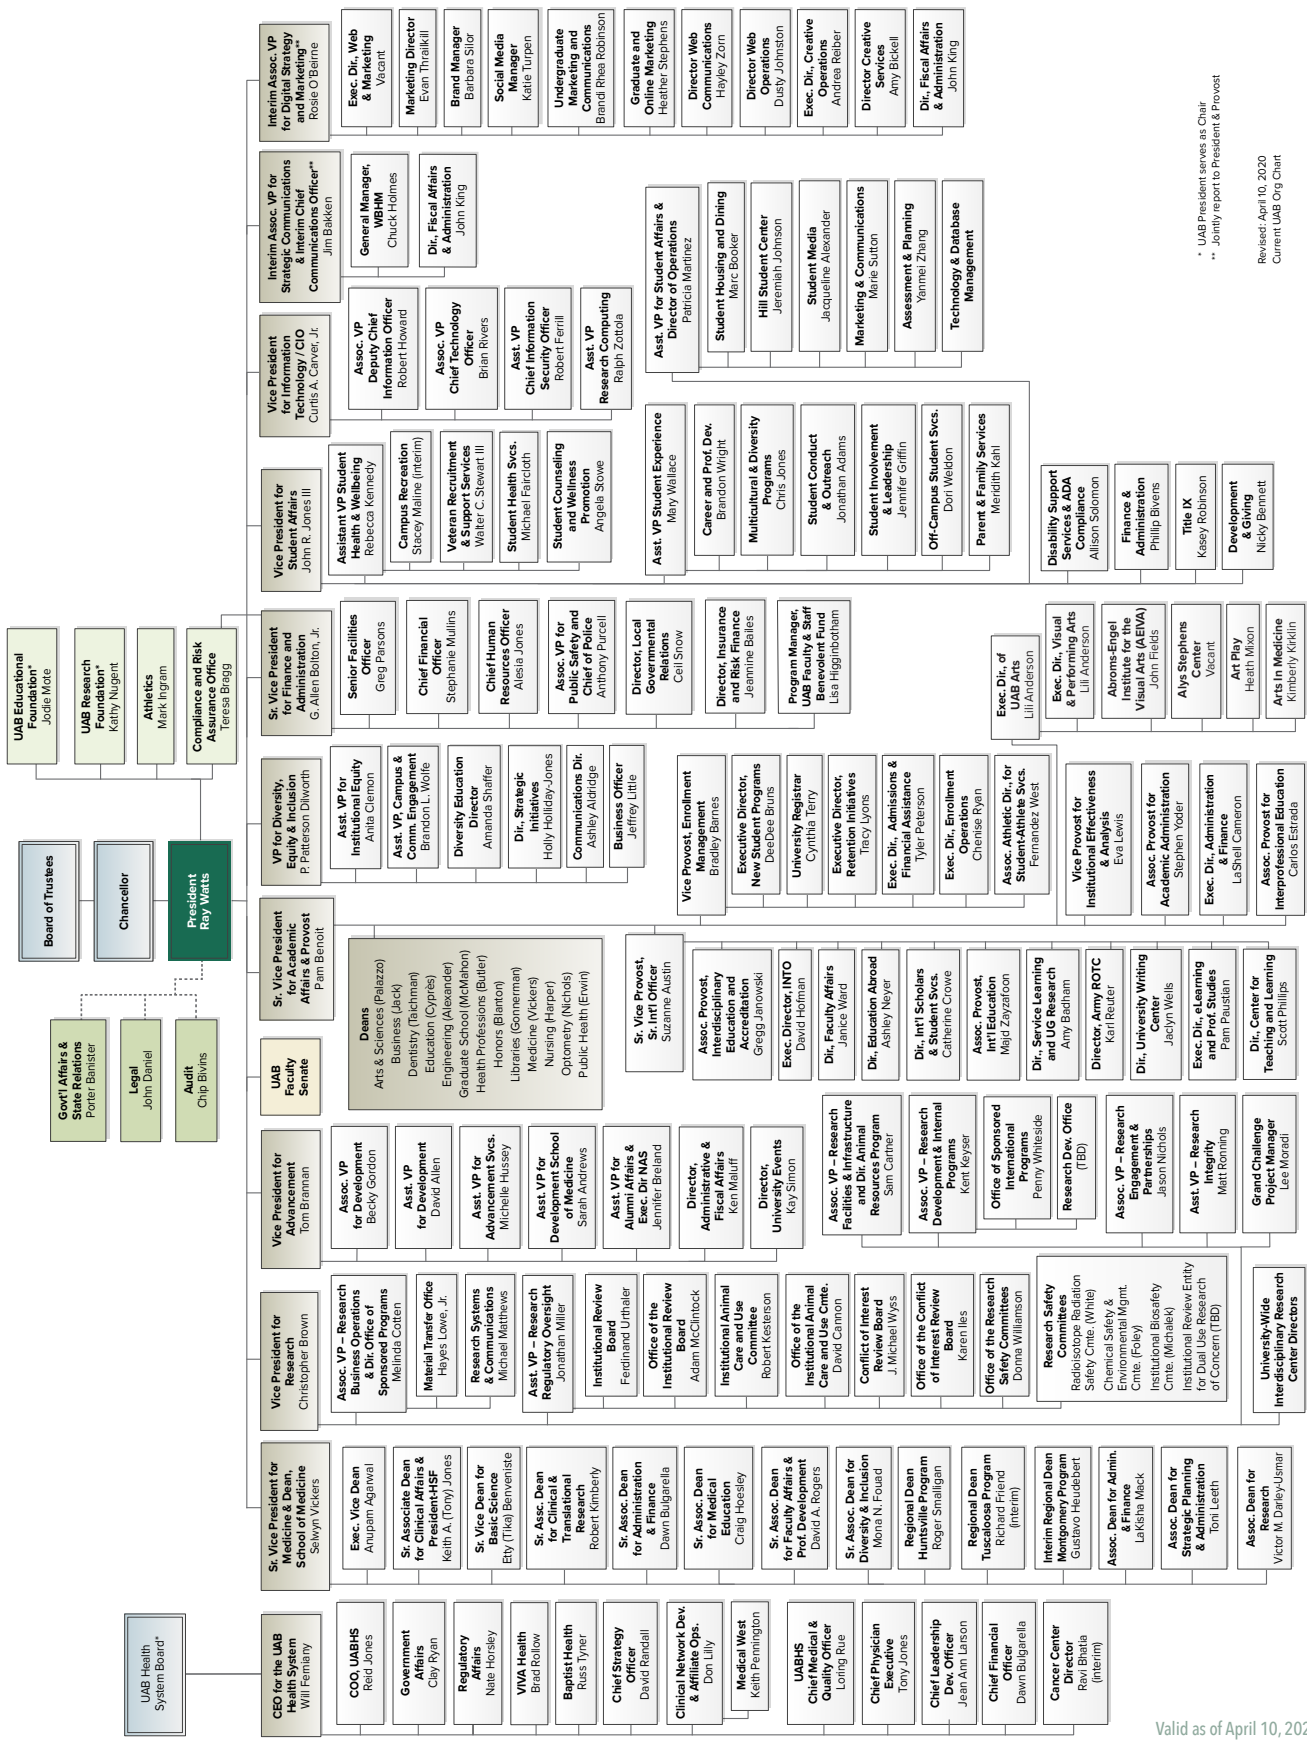 Board of Trustees
Chancellor
President
Ray Watts
UAB Health
System Board*
Gov't'l Affairs &
State Relations
Porter Banister
Legal
John Daniel
Audit
Chip Bivins
UAB Educational
Foundation*
Jodie Mote
UAB Research
Foundation*
Kathy Nugent
Athletics
Mark Ingram
Compliance and Risk
Assurance Office
Teresa Bragg
CEO for the UAB
Health System
Will Ferniany
COO, UABHS
Reid Jones
Government
Affairs
Clay Ryan
Regulatory
Affairs
Nate Horsley
VIVA Health
Brad Rollow
Baptist Health
Russ Tyner
Chief Strategy
Officer
David Randall
Clinical Network Dev.
& Affiliate Ops.
Don Lilly
Medical West
Keith Pennington
UABHS
Chief Medical &
Quality Officer
Loring Rue
Chief Physician
Executive
Tony Jones
Chief Leadership
Dev. Officer
Jean Ann Larson
Chief Financial
Officer
Dawn Bulgarella
Cancer Center
Director
Ravi Bhatia
(interim)
Sr. Vice President for
Medicine & Dean,
School of Medicine
Selwyn Vickers
Exec. Vice Dean
Anupam Agarwal
Sr. Associate Dean
for Clinical Affairs &
President-HSF
Keith A. (Tony) Jones
Sr. Vice Dean for
Basic Science
Etty (Tika) Benveniste
Sr. Assc. Dean
for Clinical &
Translational
Research
Robert Kimberly
Sr. Assoc. Dean
for Administration
& Finance
Dawn Bulgarella
Sr. Assoc. Dean
for Medical
Education
Craig Hoesley
Sr. Assoc. Dean
for Faculty Affairs &
Prof. Development
David A. Rogers
Sr. Assoc. Dean for
Diversity & Inclusion
Mona N. Fouad
Regional Dean
Huntsville Program
Roger Smalligan
Regional Dean
Tuscaloosa Program
Richard Friend
(Interim)
Interim Regional Dean
Montgomery Program
Gustavo Heudebert
Assoc. Dean for Admin.
& Finance
LaKisha Mack
Assoc. Dean for
Strategic Planning
& Administration
Toni Leeth
Assoc. Dean for
Research
Victor M. Darley-Usmar
Vice President for
Research
Christopher Brown
Assoc. VP – Research
Business Operations
& Dir. Office of
Sponsored Programs
Melinda Cotten
Material Transfer Office
Hayes Lowe, Jr.
Research Systems
& Communications
Michael Matthews
Asst. VP – Research
Regulatory Oversight
Jonathan Miller
Institutional Review
Board
Ferdinand Urthaler
Office of the
Institutional Review
Board
Adam McClintock
Institutional Animal
Care and Use
Committee
Robert Kesterson
Office of the
Institutional Animal
Care and Use Cmte.
David Cannon
Conflict of Interest
Review Board
J. Michael Wyss
Office of the Conflict
of Interest Review
Board
Karen Iles
Office of the Research
Safety Committees
Donna Williamson
Research Safety
Committees
Radioisotope Radiation
Safety Cmte. (White)
Chemical Safety &
Environmental Mgmt.
Cmte. (Foley)
Institutional Biosafety
Cmte. (Michalek)
Institutional Review Entity
for Dual Use Research
of Concern (TBD)
University-Wide
Interdisciplinary Research
Center Directors
Assoc. VP – Research
Facilities & Infrastructure
and Dir. Animal
Resources Program
Sam Cartner
Assoc. VP – Research
Development & Internal
Programs
Kent Keyser
Office of Sponsored
International
Programs
Penny Whiteside
Research Dev. Office
(TBD)
Assoc. VP – Research
Engagement &
Partnerships
Jason Nichols
Asst. VP – Research
Integrity
Matt Ronning
Grand Challenge
Project Manager
Lee Moradi
Vice President for
Advancement
Tom Brannan
Assoc. VP
for Development
Becky Gordon
Asst. VP
for Development
David Allen
Asst. VP for
Advancement Svcs.
Michelle Hussey
Asst. VP for
Development School
of Medicine
Sarah Andrews
Asst. VP for
Alumni Affairs &
Exec. Dir NAS
Jennifer Breland
Director,
Administrative &
Fiscal Affairs
Ken Maluff
Director,
University Events
Kay Simon
UAB
Faculty
Senate
Sr. Vice President
for Academic
Affairs & Provost
Pam Benoit
Deans
Arts & Sciences (Palazzo)
Business (Jack)
Dentistry (Taichman)
Education (Cyprès)
Engineering (Alexander)
Graduate School (McMahon)
Health Professions (Butler)
Honors (Blanton)
Libraries (Gonnerman)
Medicine (Vickers)
Nursing (Harper)
Optometry (Nichols)
Public Health (Erwin)
Sr. Vice Provost,
Sr. Int'l Officer
Suzanne Austin
Assoc. Provost,
Interdisciplinary
Education and
Accreditation
Gregg Janowski
Exec. Director, INTO
David Hofman
Dir., Faculty Affairs
Janice Ward
Dir., Education Abroad
Ashley Neyer
Dir., Int'l Scholars
& Student Svcs.
Catherine Crowe
Assoc. Provost,
Int'l Education
Majd Zayzafoon
Dir., Service Learning
and UG Research
Amy Badham
Director, Army ROTC
Karl Reuter
Dir., University Writing
Center
Jaclyn Wells
Exec. Dir., eLearning
and Prof. Studies
Pam Paustian
Dir., Center for
Teaching and Learning
Scott Phillips
Vice Provost, Enrollment
Management
Bradley Barnes
Executive Director,
New Student Programs
DeeDee Bruns
University Registrar
Cynthia Terry
Executive Director,
Retention Initiatives
Tracy Lyons
Exec. Dir., Admissions &
Financial Assistance
Tyler Peterson
Exec. Dir., Enrollment
Operations
Chenise Ryan
Assoc. Athletic Dir., for
Student-Athlete Svcs.
Fernandez West
Vice Provost for
Institutional Effectiveness
& Analysis
Eva Lewis
Assoc. Provost for
Academic Administration
Stephen Yoder
Exec. Dir., Administration
& Finance
LaShell Cameron
Assoc. Provost for
Interprofessional Education
Carlos Estrada
Exec. Dir. of
UAB Arts
Lili Anderson
Exec. Dir., Visual
& Performing Arts
Lili Anderson
Abroms-Engel
Institute for the
Visual Arts (AEIVA)
John Fields
Alys Stephens
Center
Vacant
Art Play
Heath Mixon
Arts In Medicine
Kimberly Kirklin
VP for Diversity,
Equity & Inclusion
P. Patterson Dilworth
Asst. VP for
Institutional Equity
Anita Clemon
Asst. VP, Campus &
Comm. Engagement
Brandon L. Wolfe
Diversity Education
Director
Amanda Shaffer
Dir., Strategic
Initiatives
Holly Holliday-Jones
Communications Dir.
Ashley Aldridge
Business Officer
Jeffrey Little
Sr. Vice President
for Finance and
Administration
G. Allen Bolton, Jr.
Senior Facilities
Officer
Greg Parsons
Chief Financial
Officer
Stephanie Mullins
Chief Human
Resources Officer
Alesia Jones
Assoc. VP for
Public Safety and
Chief of Police
Anthony Purcell
Director, Local
Governmental
Relations
Ceil Snow
Director, Insurance
and Risk Finance
Jeannine Bailes
Program Manager,
UAB Faculty & Staff
Benevolent Fund
Lisa Higginbotham
Vice President for
Student Affairs
John R. Jones III
Assistant VP Student
Health & Wellbeing
Rebecca Kennedy
Campus Recreation
Stacey Maline (Interim)
Veteran Recruitment
& Support Services
Walter C. Stewart III
Student Health Svcs.
Michael Faircloth
Student Counseling
and Wellness
Promotion
Angela Stowe
Asst. VP Student Experience
Mary Wallace
Career and Prof. Dev.
Brandon Wright
Multicultural & Diversity
Programs
Chris Jones
Student Conduct
& Outreach
Jonathan Adams
Student Involvement
& Leadership
Jennifer Griffin
Off-Campus Student Svcs.
Dori Weldon
Parent & Family Services
Meridith Kahl
Disability Support
Services & ADA
Compliance
Allison Solomon
Finance &
Administration
Phillip Bivens
Title IX
Kasey Robinson
Development
& Giving
Nicky Bennett
Asst. VP for Student Affairs &
Director of Operations
Patricia Martinez
Student Housing and Dining
Marc Booker
Hill Student Center
Jeremiah Johnson
Student Media
Jacqueline Alexander
Marketing & Communications
Marie Sutton
Assessment & Planning
Yanmei Zhang
Technology & Database
Management
Vice President
for Information
Technology / CIO
Curtis A. Carver, Jr.
Assoc. VP
Deputy Chief
Information Officer
Robert Howard
Assoc. VP
Chief Technology
Officer
Brian Rivers
Asst. VP
Chief Information
Security Officer
Robert Ferrill
Asst. VP
Research Computing
Ralph Zottola
Interim Assoc. VP for
Strategic Communications
& Interim Chief
Communications Officer**
Jim Bakken
General Manager,
WBHM
Chuck Holmes
Dir., Fiscal Affairs
& Administration
John King
Interim Assoc. VP
for Digital Strategy
and Marketing**
Rosie O'Beirne
Exec. Dir., Web
& Marketing
Vacant
Marketing Director
Evan Thrailkill
Brand Manager
Barbara Silor
Social Media
Manager
Katie Turpen
Undergraduate
Marketing and
Communications
Brandi Rhea Robinson
Graduate and
Online Marketing
Heather Stephens
Director Web
Communications
Hayley Zorn
Director Web
Operations
Dusty Johnston
Exec. Dir., Creative
Operations
Andrea Reiber
Director Creative
Services
Amy Bickell
Dir., Fiscal Affairs
& Administration
John King
* UAB President serves as Chair
** Jointly report to President & Provost
Revised: April 10, 2020
Current UAB Org Chart
Valid as of April 10, 202